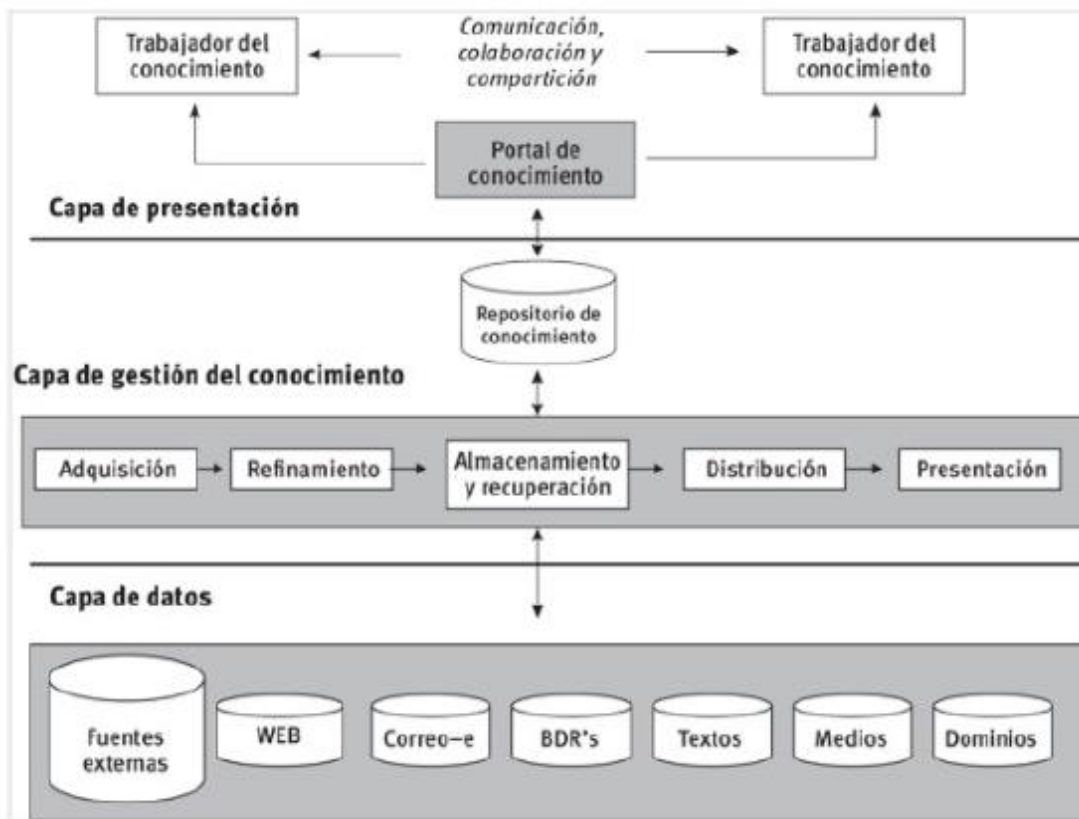 Trabajador del
conocimiento
Comunicación,
colaboración y
compartición
Trabajador del
conocimiento
Portal de
conocimiento
Capa de presentación
Repositorio de
conocimiento
Capa de gestión del conocimiento
Adquisición
Refinamiento
Almacenamiento
y recuperación
Distribución
Presentación
Capa de datos
fuentes
externas
WEB
Correo-e
BDR's
Textos
Medios
Dominios